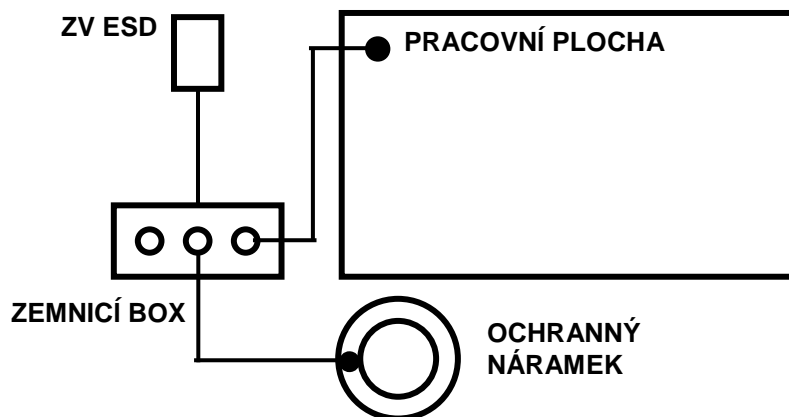 ZV ESD
PRACOVNÍ PLOCHA
ZEMNICÍ BOX
OCHRANNÝ
NÁRAMEK